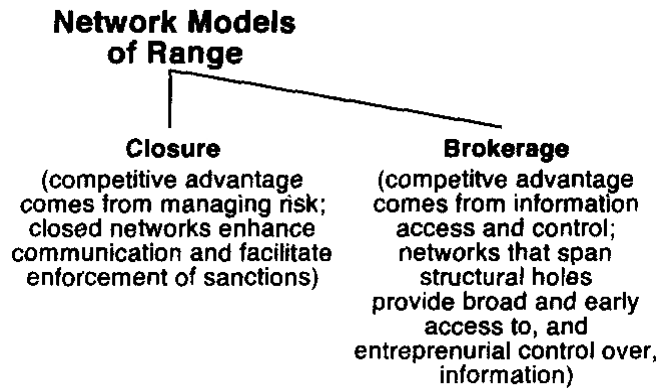 Network Models
of Range
Closure
(competitive advantage
comes from managing risk;
closed networks enhance
communication and facilitate
enforcement of sanctions)
Brokerage
(competitve advantage
comes from information
access and control;
networks that span
structural holes
provide broad and early
access to, and
entreprenurial control over,
information)